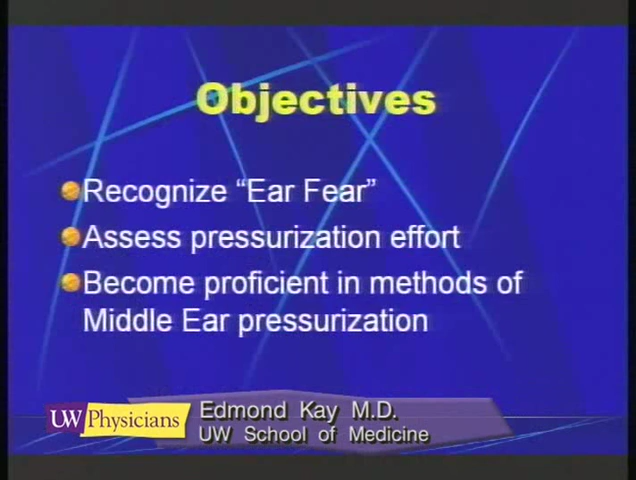 Objectives
Recognize “Ear Fear”
Assess pressurization effort
Become proficient in methods of
Middle Ear pressurization
UW Physicians
Edmond Kay M.D.
UW School of Medicine